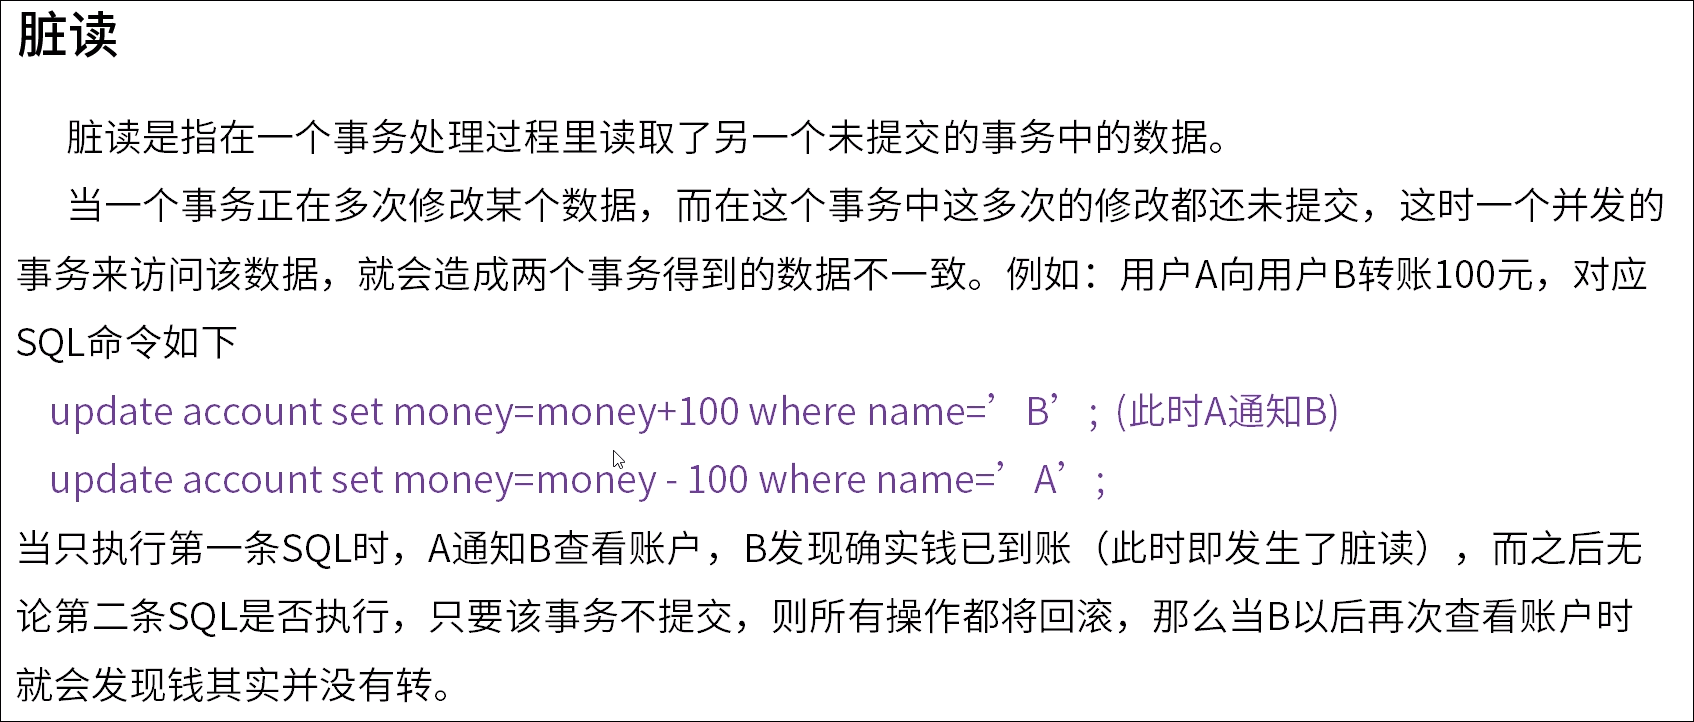 脏读
脏读是指在一个事务处理过程里读取了另一个未提交的事务中的数据。
当一个事务正在多次修改某个数据，而在这个事务中这多次的修改都还未提交，这时一个并发的
事务来访问该数据，就会造成两个事务得到的数据不一致。例如：用户A向用户B转账100元，对应
SQL命令如下
update account set money=money+100 where name=’B’; (此时A通知B)
update account set money=money - 100 where name=’A’;
当只执行第一条SQL时，A通知B查看账户，B发现确实钱已到账（此时即发生了脏读），而之后无
论第二条SQL是否执行，只要该事务不提交，则所有操作都将回滚，那么当B以后再次查看账户时
就会发现钱其实并没有转。